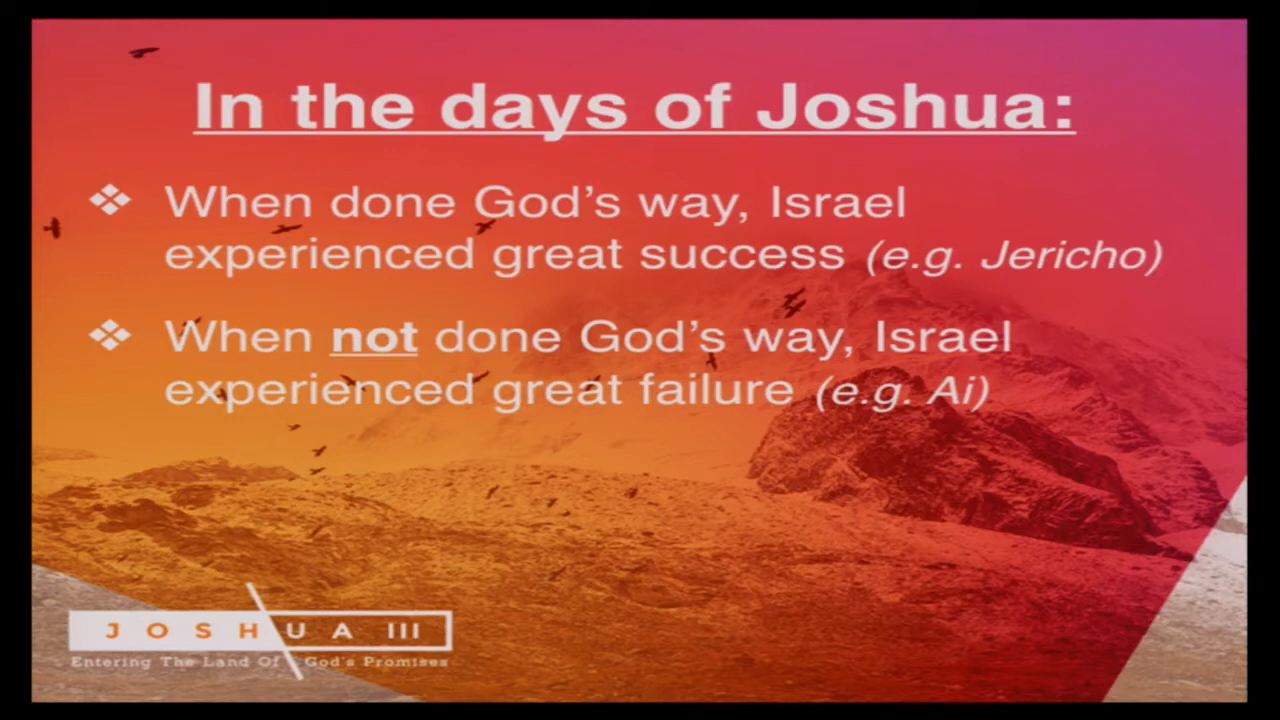 In the days of Joshua:
❖ When done God’s way, Israel
experienced great success (e.g. Jericho)
❖ When not done God’s way, Israel
experienced great failure (e.g. Ai)
JOSHUA III
Entering The Land Of God's Promises